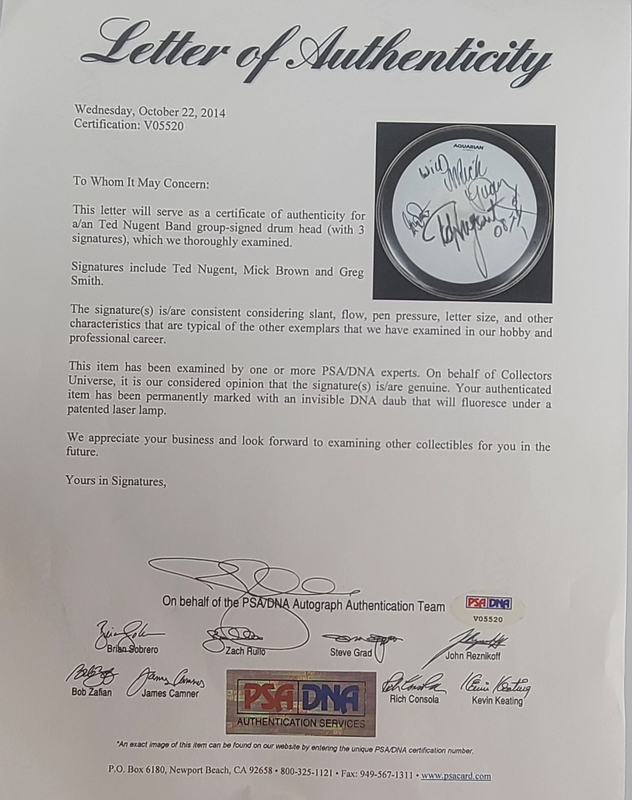 Letter of Authenticity
Wednesday, October 22, 2014
Certification: V05520
AQUARIAN
Wild Mick
Ted Nugent
08
To Whom It May Concern:
This letter will serve as a certificate of authenticity for
a/an Ted Nugent Band group-signed drum head (with 3
signatures), which we thoroughly examined.
Signatures include Ted Nugent, Mick Brown and Greg
Smith.
The signature(s) is/are consistent considering slant, flow, pen pressure, letter size, and other
characteristics that are typical of the other exemplars that we have examined in our hobby and
professional career.
This item has been examined by one or more PSA/DNA experts. On behalf of Collectors
Universe, it is our considered opinion that the signature(s) is/are genuine. Your authenticated
item has been permanently marked with an invisible DNA daub that will fluoresce under a
patented laser lamp.
We appreciate your business and look forward to examining other collectibles for you in the
future.
Yours in Signatures,
On behalf of the PSA/DNA Autograph Authentication Team
PSA DNA
V05520
Brian Sobrero
Zach Rullo
Steve Grad
John Reznikoff
Bob Zafian
James Camner
James Camner
PSA DNA
AUTHENTICATION SERVICES
Rich Consola
Kevin Keating
Kevin Keating
*An exact image of this item can be found on our website by entering the unique PSA/DNA certification number.
P.O. Box 6180, Newport Beach, CA 92658 • 800-325-1121 • Fax: 949-567-1311 • www.psacard.com